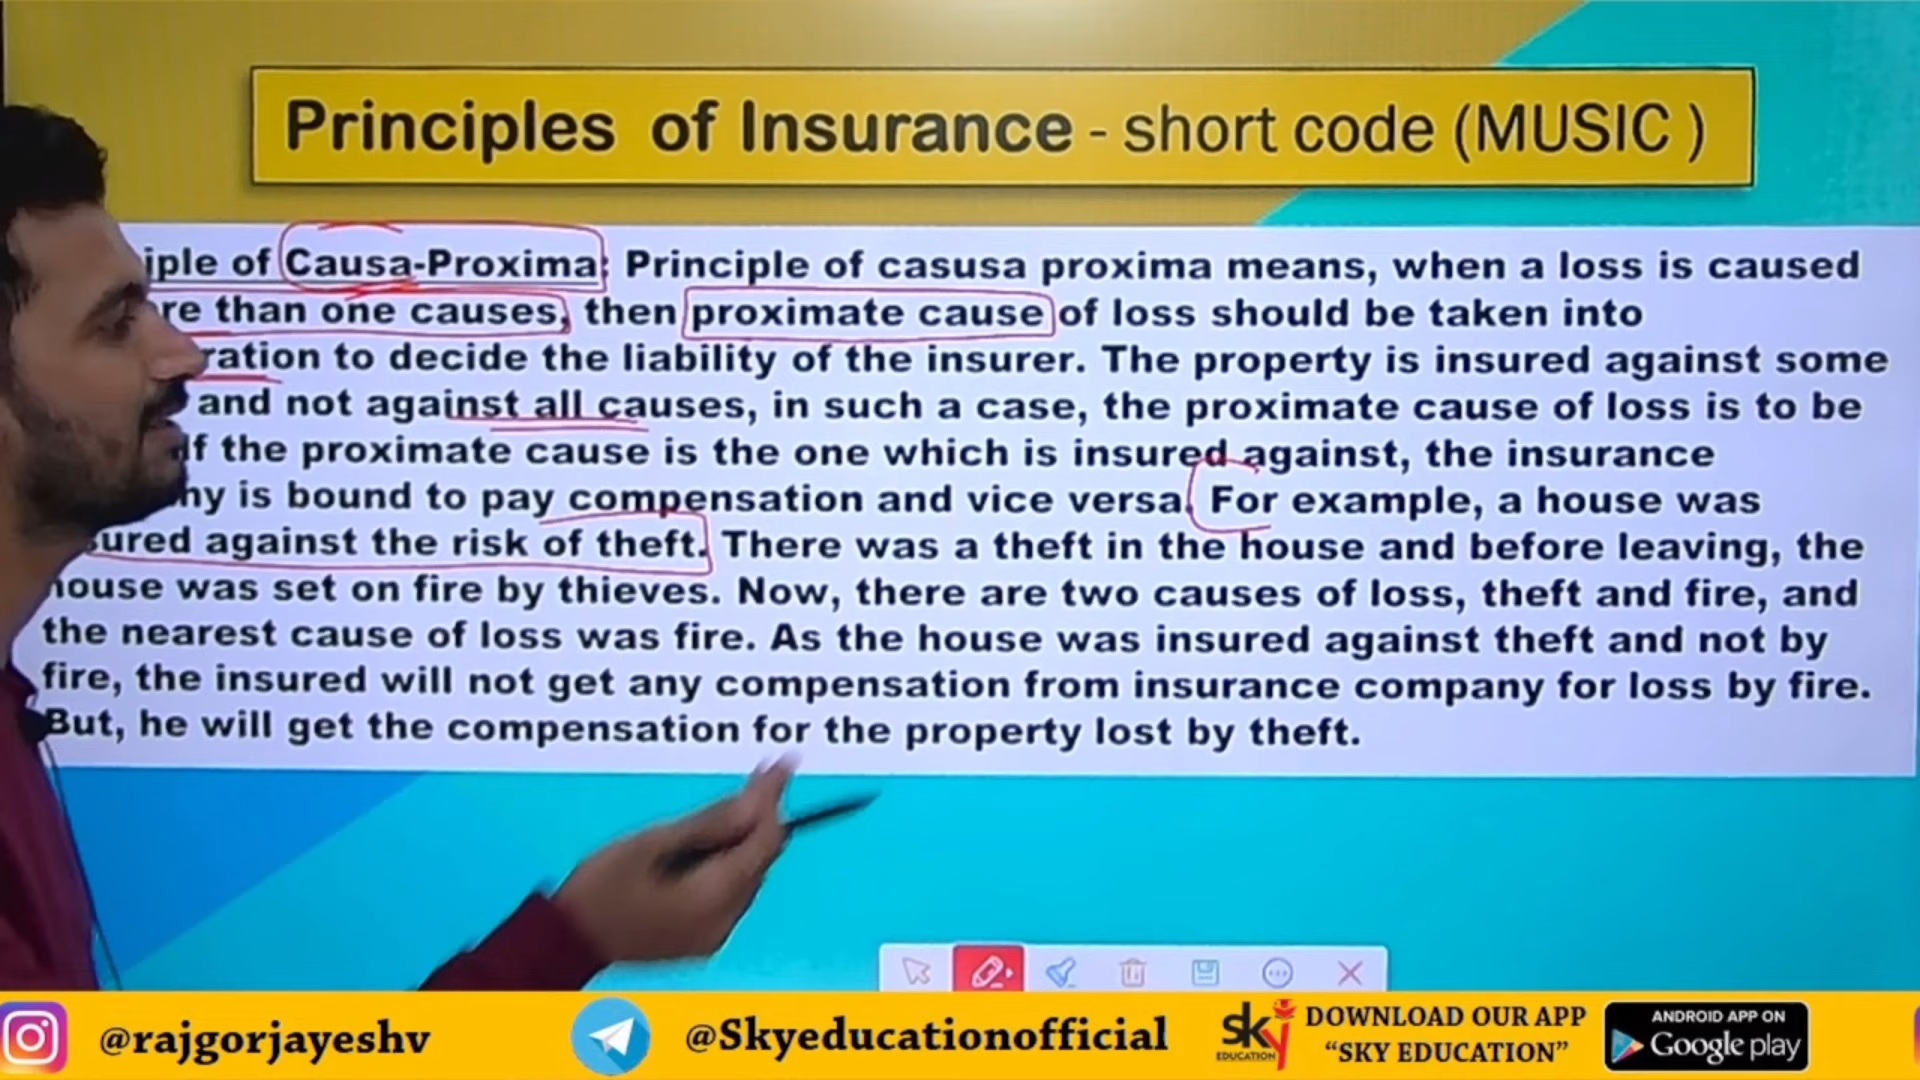 Principles of Insurance - short code (MUSIC )
of Causa-Proxima: Principle of casusa proxima means, when a loss is caused
than one causes, then proximate cause of loss should be taken into
to decide the liability of the insurer. The property is insured against some
and not against all causes, in such a case, the proximate cause of loss is to be
If the proximate cause is the one which is insured against, the insurance
is bound to pay compensation and vice versa. For example, a house was
against the risk of theft. There was a theft in the house and before leaving, the
house was set on fire by thieves. Now, there are two causes of loss, theft and fire, and
the nearest cause of loss was fire. As the house was insured against theft and not by
fire, the insured will not get any compensation from insurance company for loss by fire.
But, he will get the compensation for the property lost by theft.
@rajgorjayeshv
@Skyeducationofficial
sky
EDUCATION
DOWNLOAD OUR APP
“SKY EDUCATION”
ANDROID APP ON
Google play